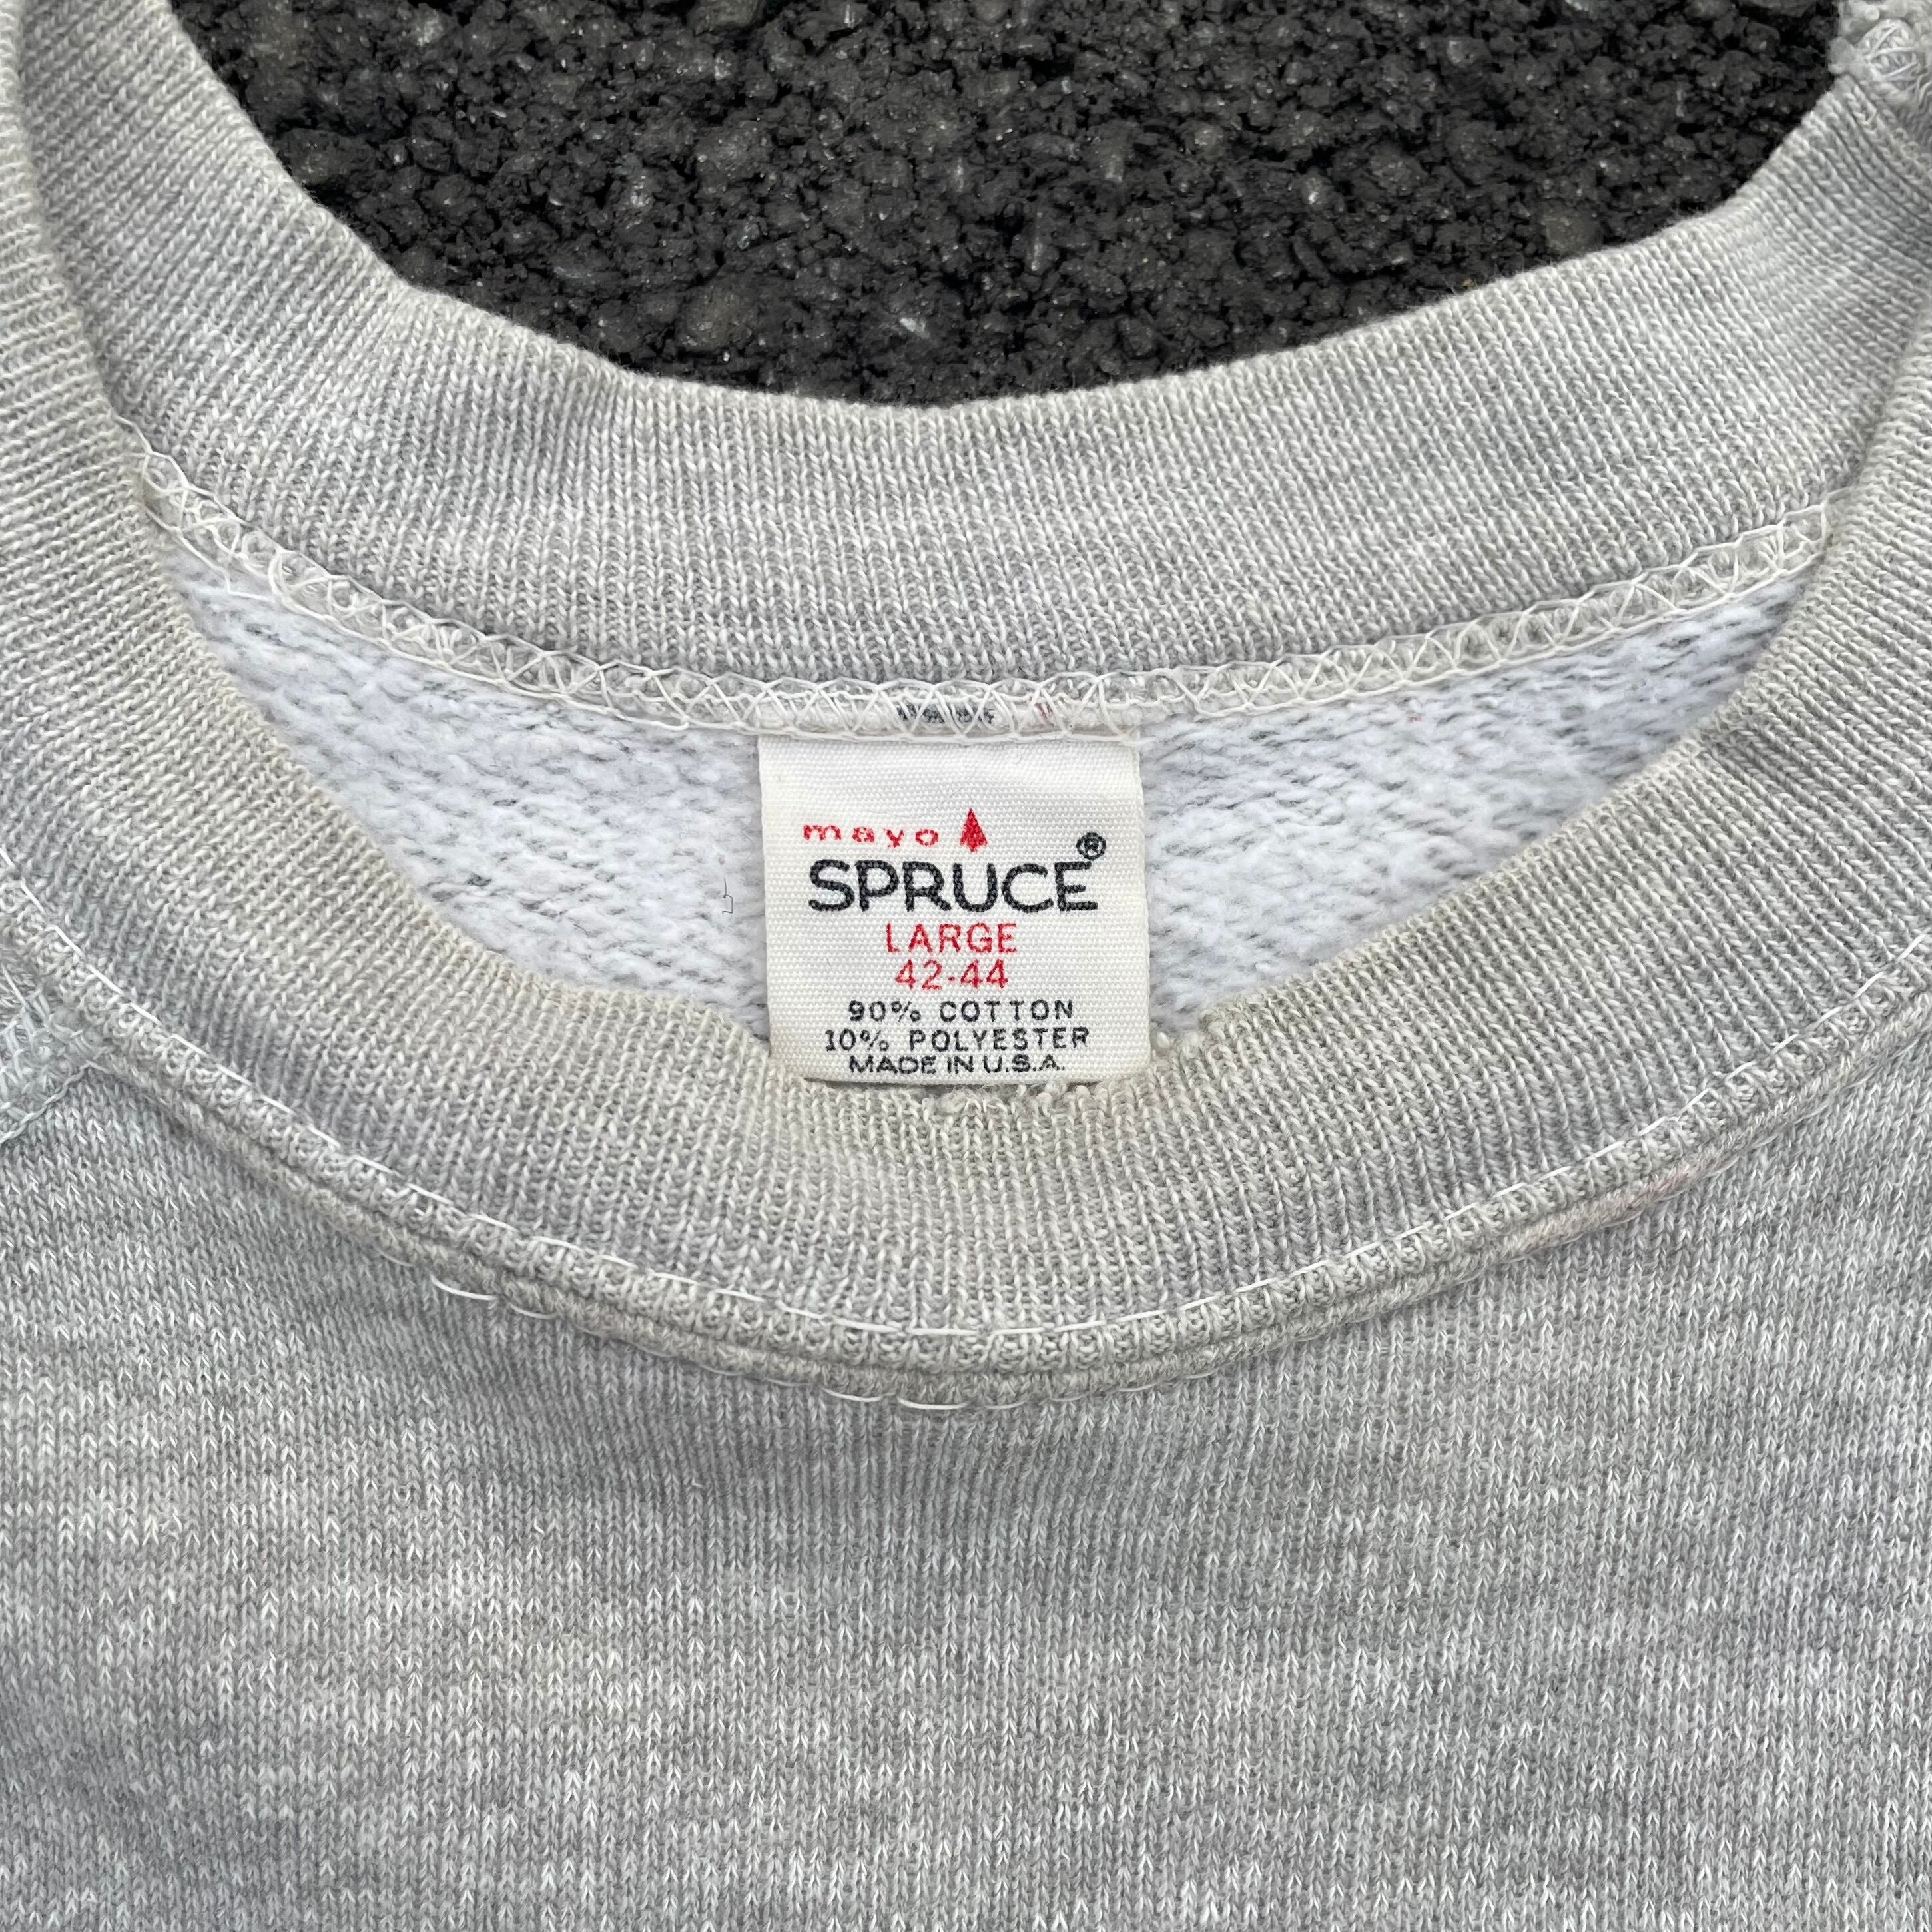 mayo
SPRUCE®
LARGE
42-44
90% COTTON
10% POLYESTER
MADE IN U.S.A.